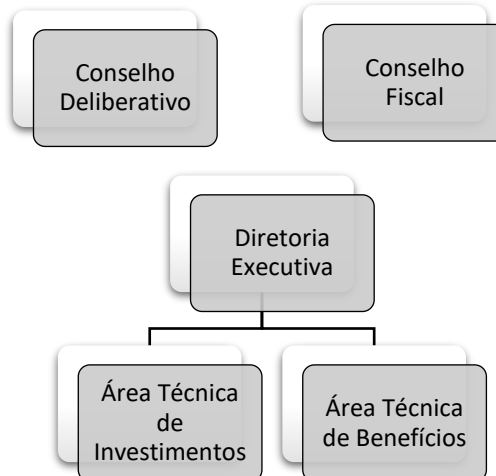 Conselho
Deliberativo
Conselho
Fiscal
Diretoria
Executiva
Área Técnica
de
Investimentos
Área Técnica
de Benefícios